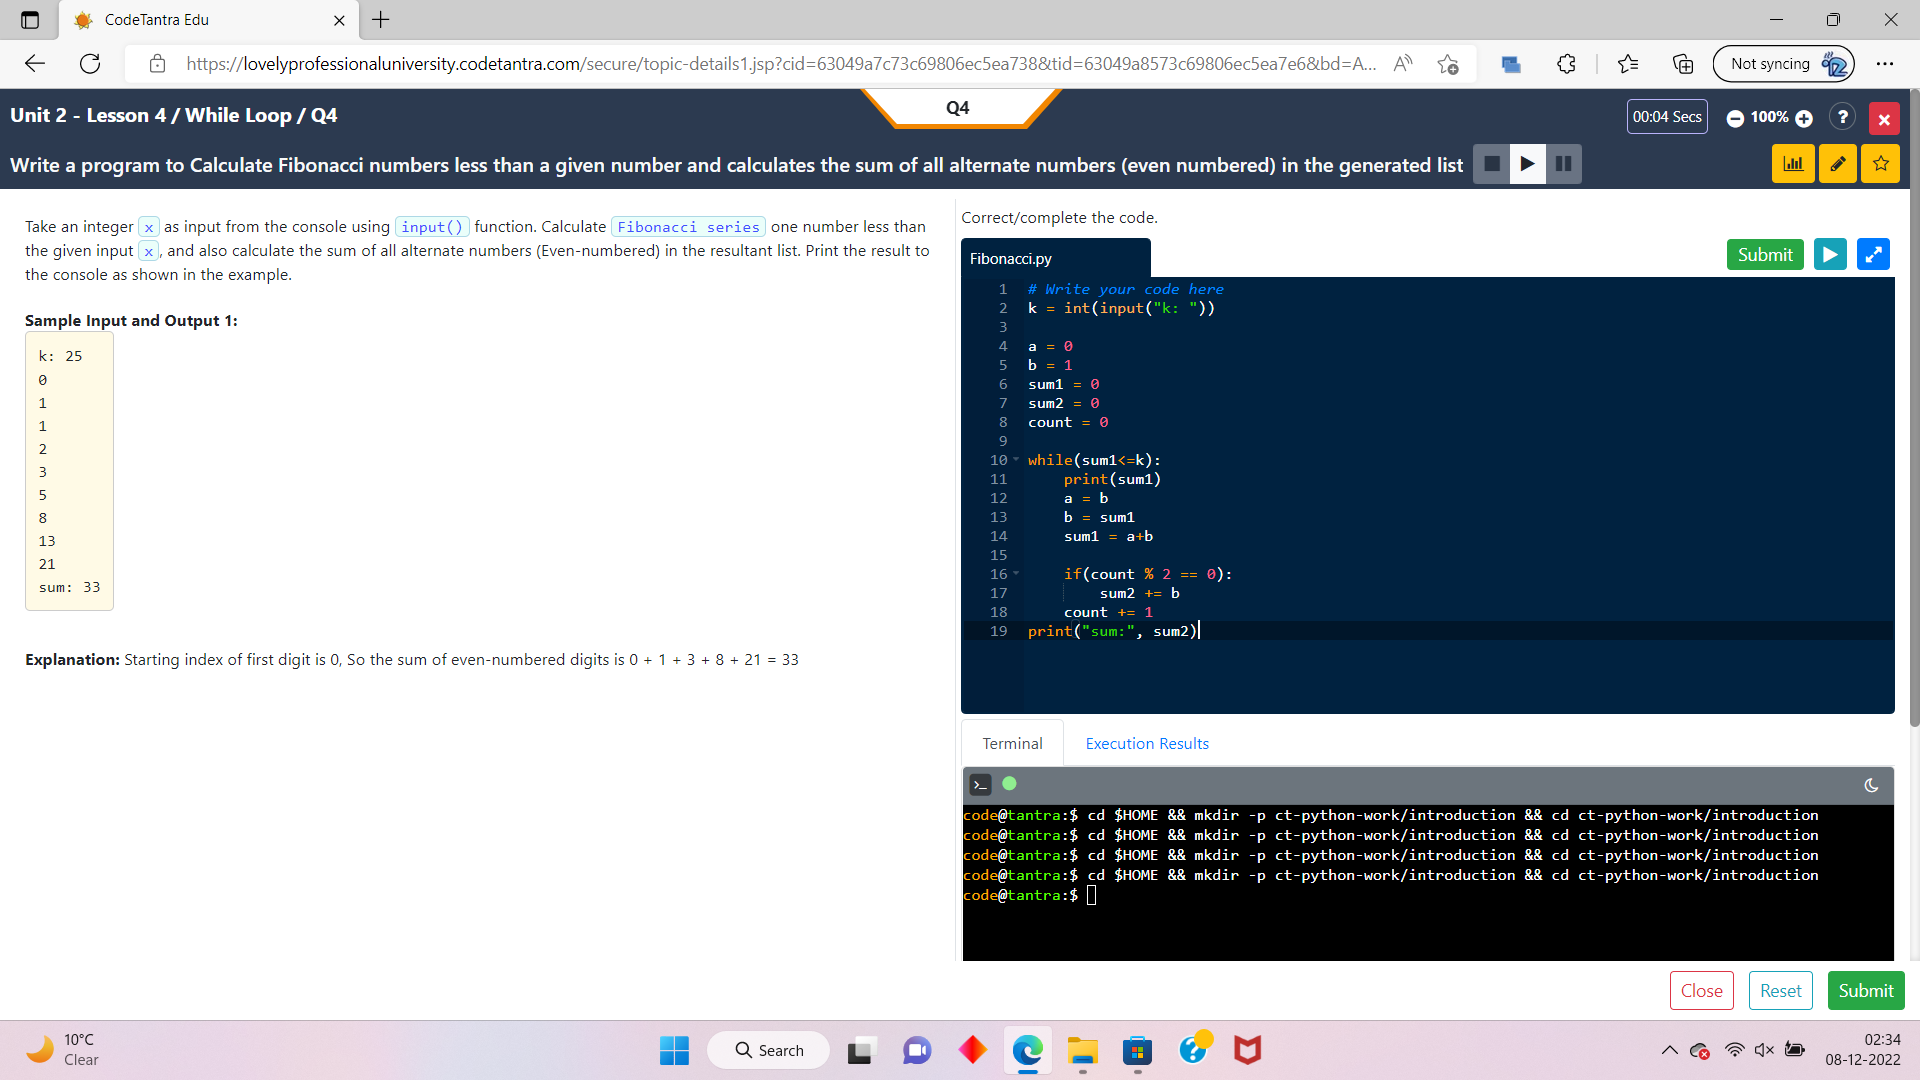 CodeTantra Edu
https://lovelyprofessionaluniversity.codetantra.com/secure/topic-details1.jsp?cid=63049a7c73c69806ec5ea738&tid=63049a8573c69806ec5ea7e6&bd=A...
Not syncing
Unit 2 - Lesson 4 / While Loop / Q4
Q4
00:04 Secs
100%
?
Write a program to Calculate Fibonacci numbers less than a given number and calculates the sum of all alternate numbers (even numbered) in the generated list
Take an integer x as input from the console using input() function. Calculate Fibonacci series one number less than
the given input x, and also calculate the sum of all alternate numbers (Even-numbered) in the resultant list. Print the result to
the console as shown in the example.
Sample Input and Output 1:
k: 25
0
1
1
2
3
5
8
13
21
sum: 33
Explanation: Starting index of first digit is 0, So the sum of even-numbered digits is 0 + 1 + 3 + 8 + 21 = 33
Correct/complete the code.
Fibonacci.py
Submit
1 # Write your code here
2 k = int(input("k: "))
3
4 a = 0
5 b = 1
6 sum1 = 0
7 sum2 = 0
8 count = 0
9
10 while(sum1<=k):
11 print(sum1)
12 a = b
13 b = sum1
14 sum1 = a+b
15
16 if(count % 2 == 0):
17 sum2 += b
18 count += 1
19 print("sum:", sum2)
Terminal
Execution Results
code@tantra:$ cd $HOME && mkdir -p ct-python-work/introduction && cd ct-python-work/introduction
code@tantra:$ cd $HOME && mkdir -p ct-python-work/introduction && cd ct-python-work/introduction
code@tantra:$ cd $HOME && mkdir -p ct-python-work/introduction && cd ct-python-work/introduction
code@tantra:$ cd $HOME && mkdir -p ct-python-work/introduction && cd ct-python-work/introduction
code@tantra:$
Close
Reset
Submit
10°C
Clear
Search
02:34
08-12-2022